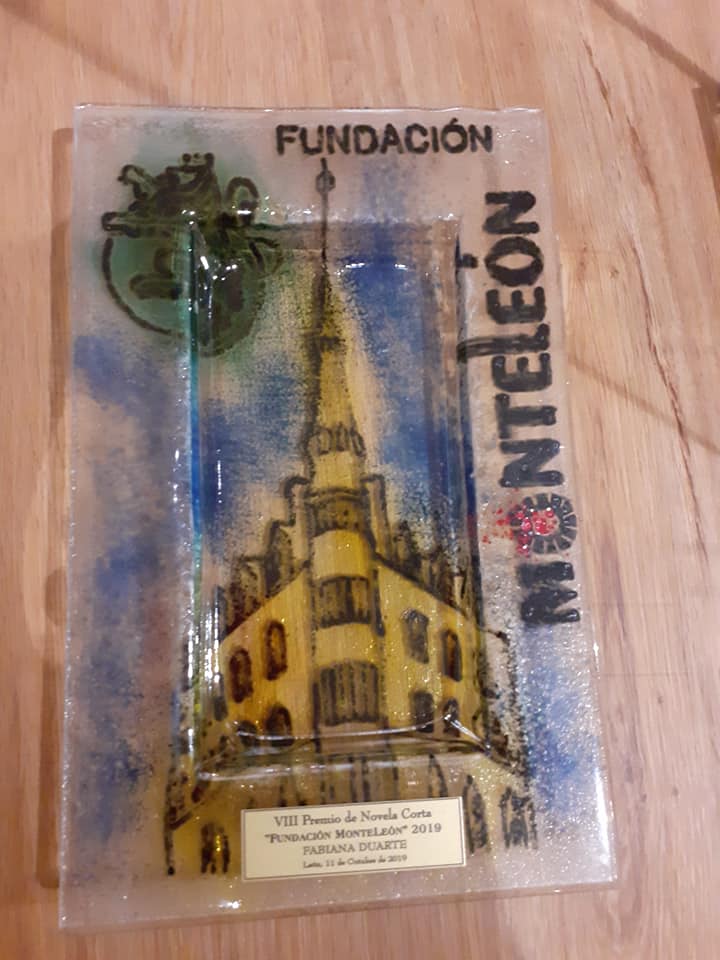 FUNDACIÓN
MONTELEÓN
VIII Premio de Novela Corta
"FUNDACIÓN MONTELEÓN" 2019
FABIANA DUARTE
León, 11 de Octubre de 2019